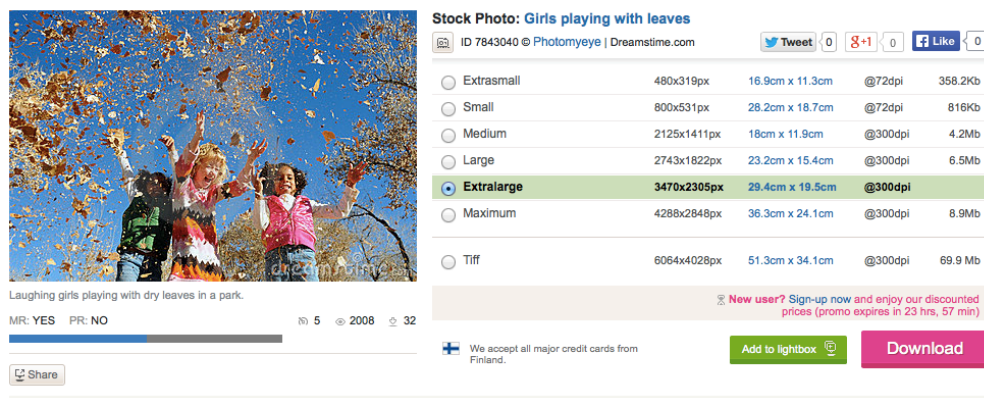 Stock Photo: Girls playing with leaves
ID 7843040 © Photomyeye | Dreamstime.com
Tweet 0 g+1 0 Like 0
Extrasmall 480x319px 16.9cm x 11.3cm @72dpi 358.2Kb
Small 800x531px 28.2cm x 18.7cm @72dpi 816Kb
Medium 2125x1411px 18cm x 11.9cm @300dpi 4.2Mb
Large 2743x1822px 23.2cm x 15.4cm @300dpi 6.5Mb
Extralarge 3470x2305px 29.4cm x 19.5cm @300dpi
Maximum 4288x2848px 36.3cm x 24.1cm @300dpi 8.9Mb
Tiff 6064x4028px 51.3cm x 34.1cm @300dpi 69.9 Mb
dreamstime
Laughing girls playing with dry leaves in a park.
MR: YES PR: NO 5 2008 32
Share
New user? Sign-up now and enjoy our discounted
prices (promo expires in 23 hrs, 57 min)
We accept all major credit cards from
Finland.
Add to lightbox
Download